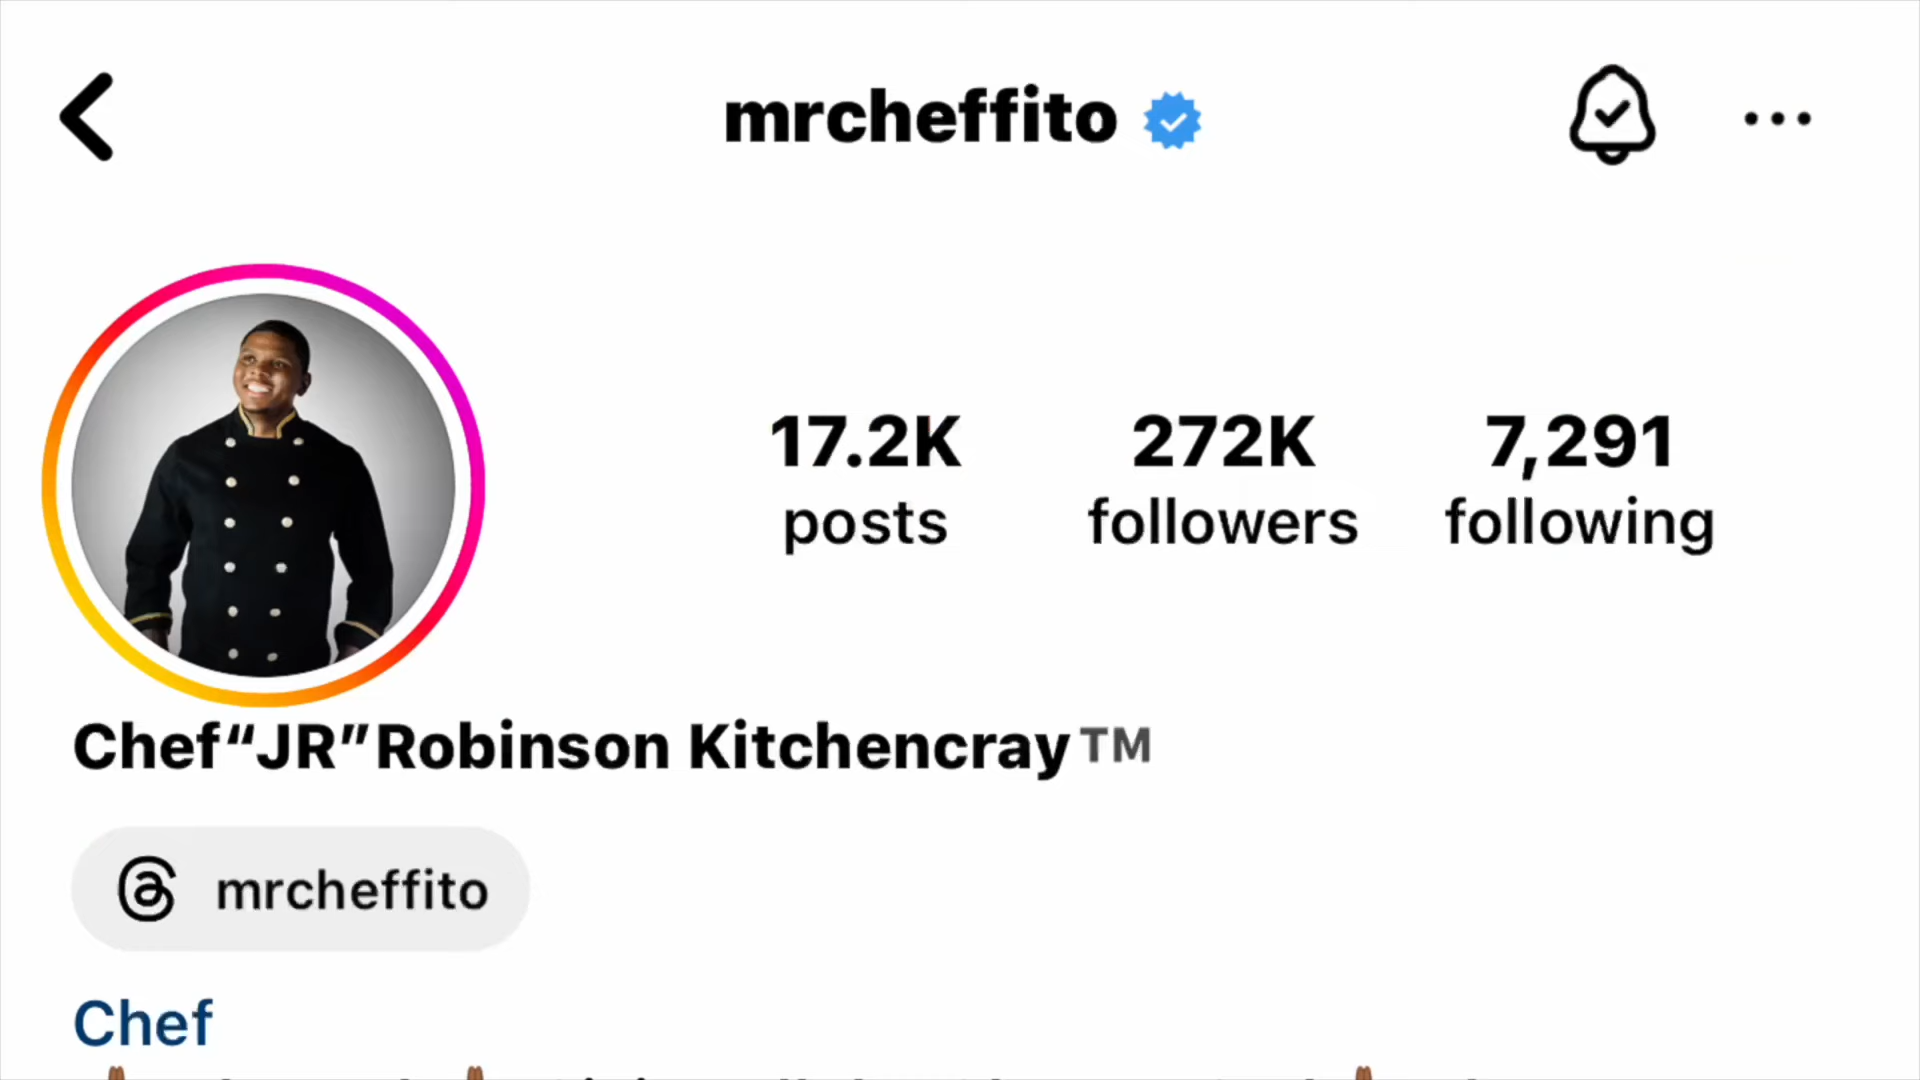 mrcheffito
17.2K 272K 7,291
posts followers following
Chef“JR”Robinson Kitchencray™
mrcheffito
Chef